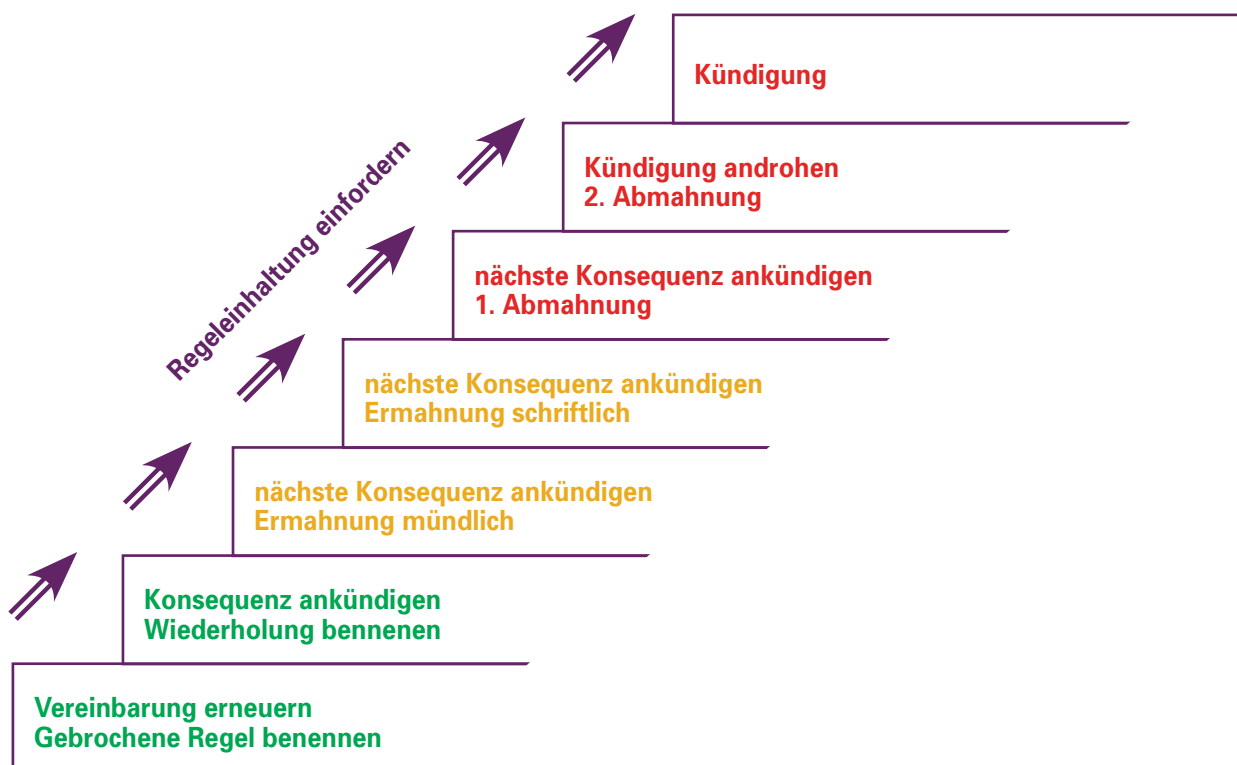 Kündigung
Kündigung androhen
2. Abmahnung
Regeleinhaltung einfordern
nächste Konsequenz ankündigen
1. Abmahnung
nächste Konsequenz ankündigen
Ermahnung schriftlich
nächste Konsequenz ankündigen
Ermahnung mündlich
Konsequenz ankündigen
Wiederholung bennenen
Vereinbarung erneuern
Gebrochene Regel benennen